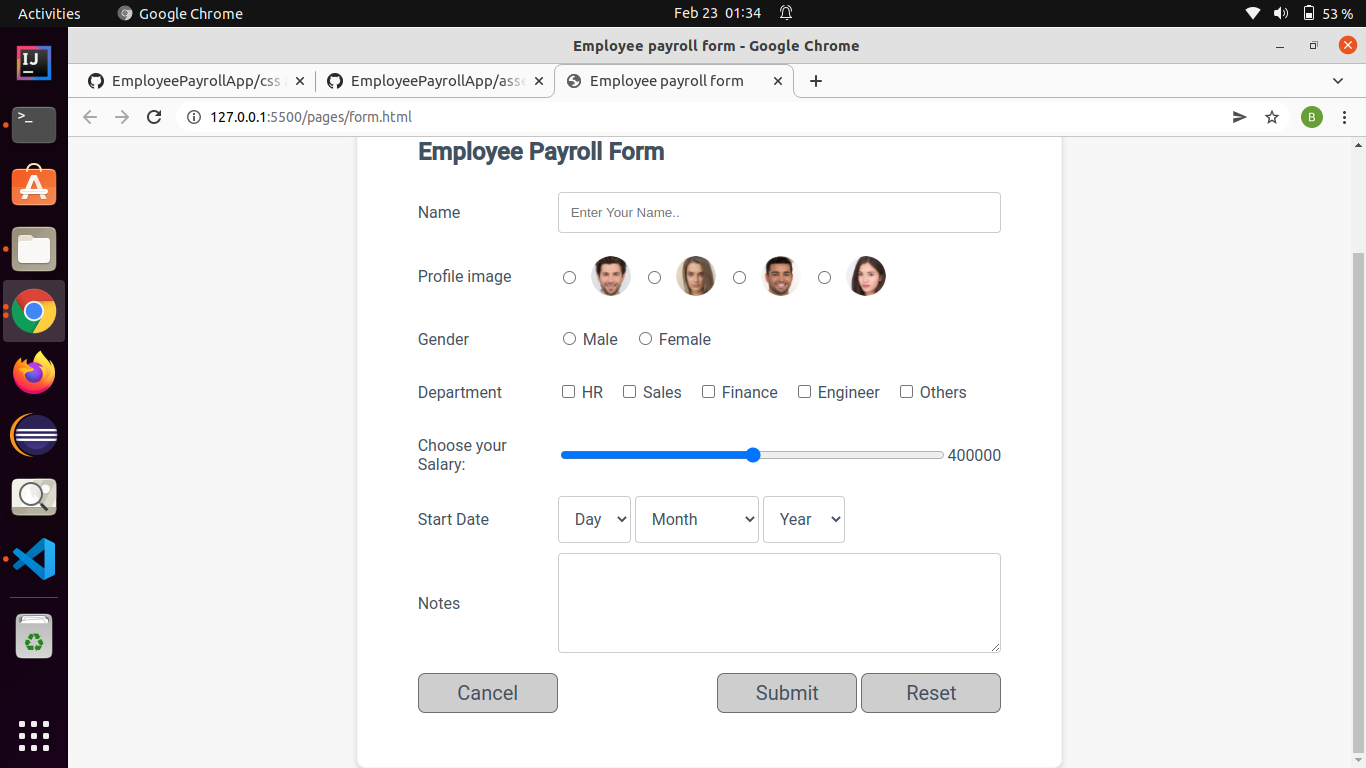 Activities Google Chrome Feb 23 01:34 53 %
Employee payroll form - Google Chrome
EmployeePayrollApp/css EmployeePayrollApp/asse Employee payroll form
127.0.0.1:5500/pages/form.html B
Employee Payroll Form
Name Enter Your Name..
Profile image
Gender Male Female
Department HR Sales Finance Engineer Others
Choose your
Salary: 400000
Start Date Day Month Year
Notes
Cancel Submit Reset
IJ
>_